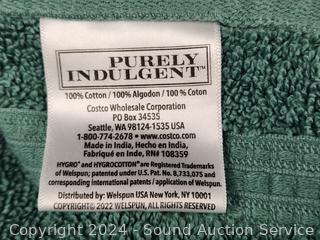 PURELY
INDULGENT™
100% Cotton / 100% Algodon / 100 % Coton
Costco Wholesale Corporation
PO Box 34535
Seattle, WA 98124-1535 USA
1-800-774-2678 • www.costco.com
Made in India, Hecho en India,
Fabriqué en Inde, RN# 108359
HYGRO® and HYGROCOTTON® are Registered Trademarks
of Welspun; patented under U.S. Pat. No. 8,733,075 and
corresponding international patents / application of Welspun.
Distributed by: Welspun USA New York, NY 10001
COPYRIGHT© 2022 WELSPUN, ALL RIGHTS RESERVED
Copyright 2024 - Sound Auction Service